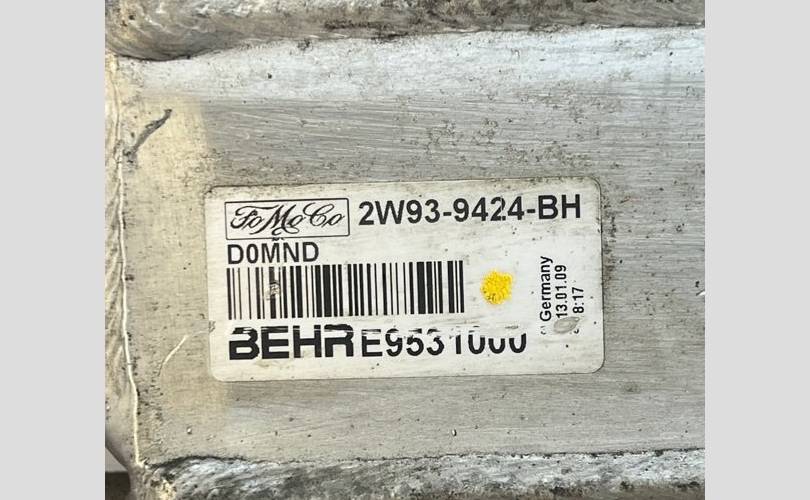 FoMoCo 2W93-9424-BH
D0MND
Germany
13.01.09
8:17
BEHR E9531000